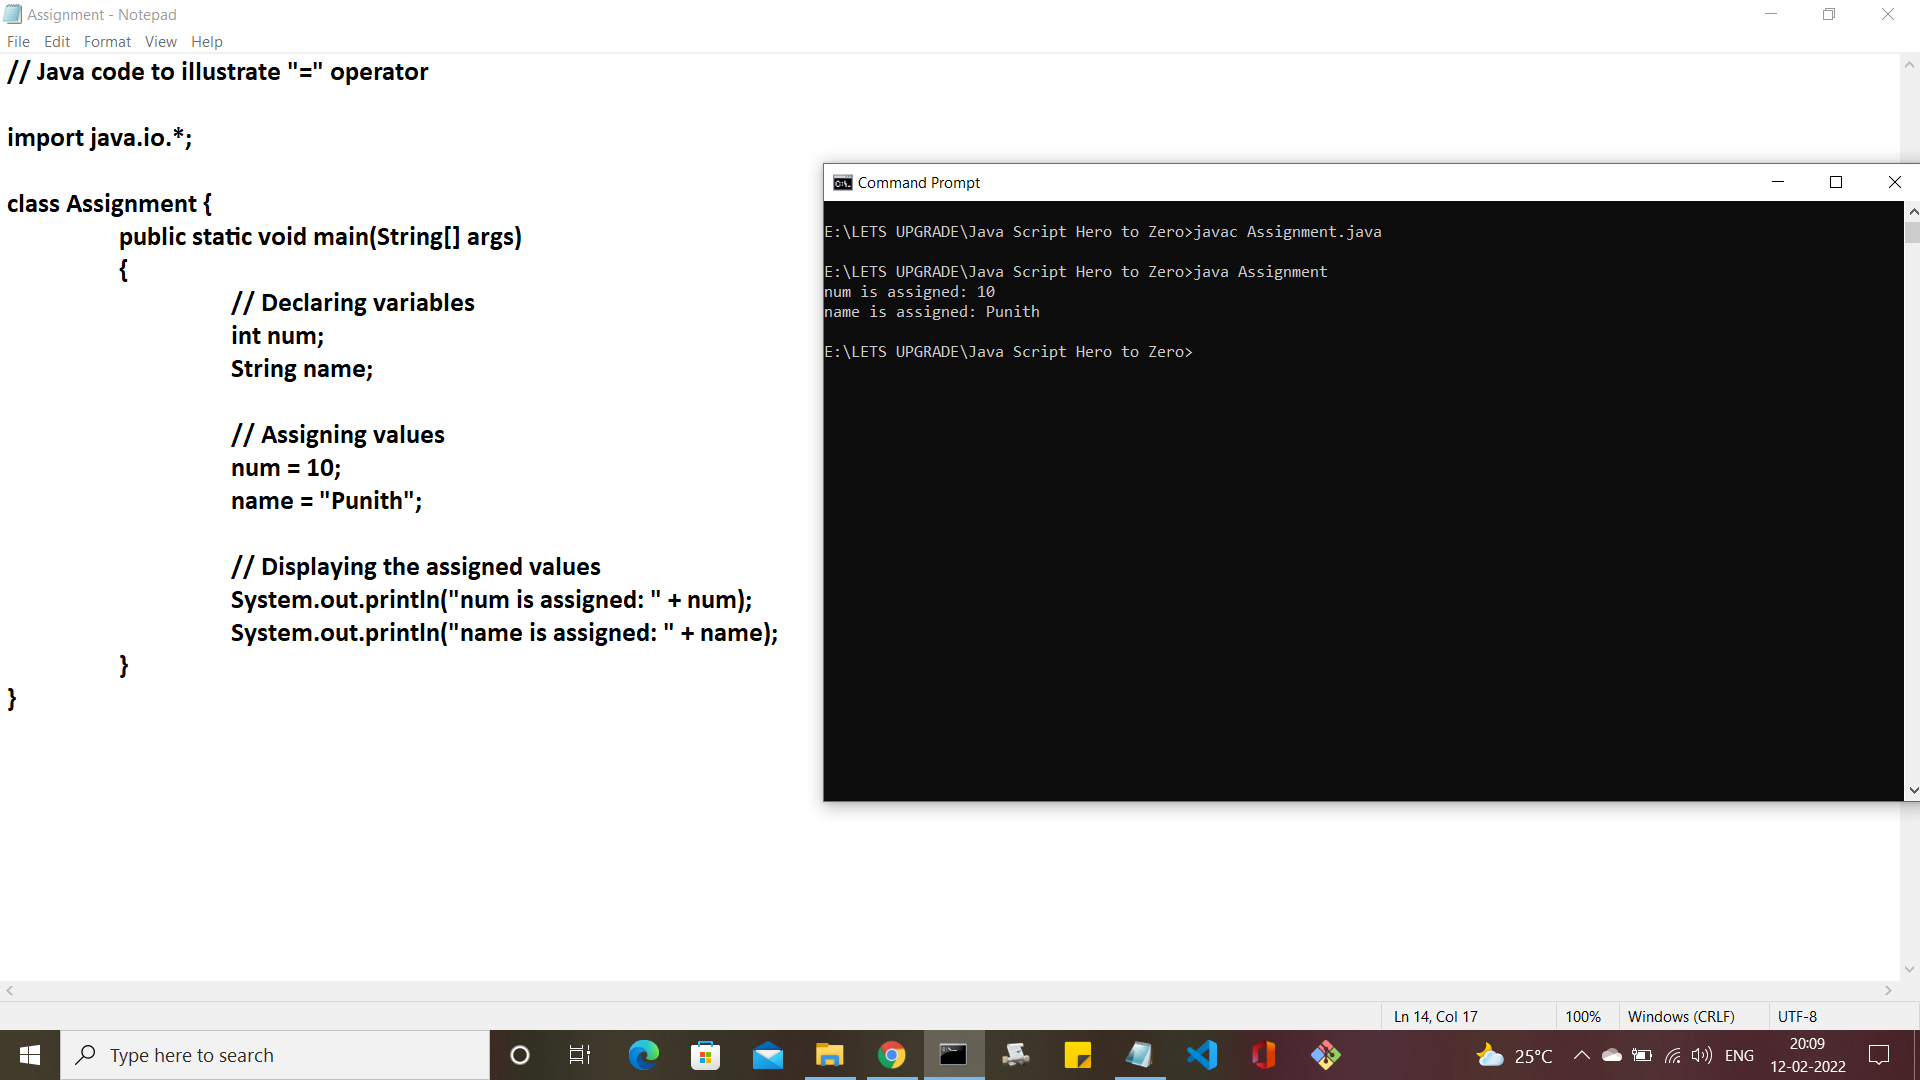 Assignment - Notepad
File Edit Format View Help
// Java code to illustrate "=" operator
import java.io.*;
class Assignment {
public static void main(String[] args)
{
// Declaring variables
int num;
String name;
// Assigning values
num = 10;
name = "Punith";
// Displaying the assigned values
System.out.println("num is assigned: " + num);
System.out.println("name is assigned: " + name);
}
}
Command Prompt
E:\LETS UPGRADE\Java Script Hero to Zero>javac Assignment.java
E:\LETS UPGRADE\Java Script Hero to Zero>java Assignment
num is assigned: 10
name is assigned: Punith
E:\LETS UPGRADE\Java Script Hero to Zero>
Ln 14, Col 17 100% Windows (CRLF) UTF-8
Type here to search
25°C ENG
20:09
12-02-2022